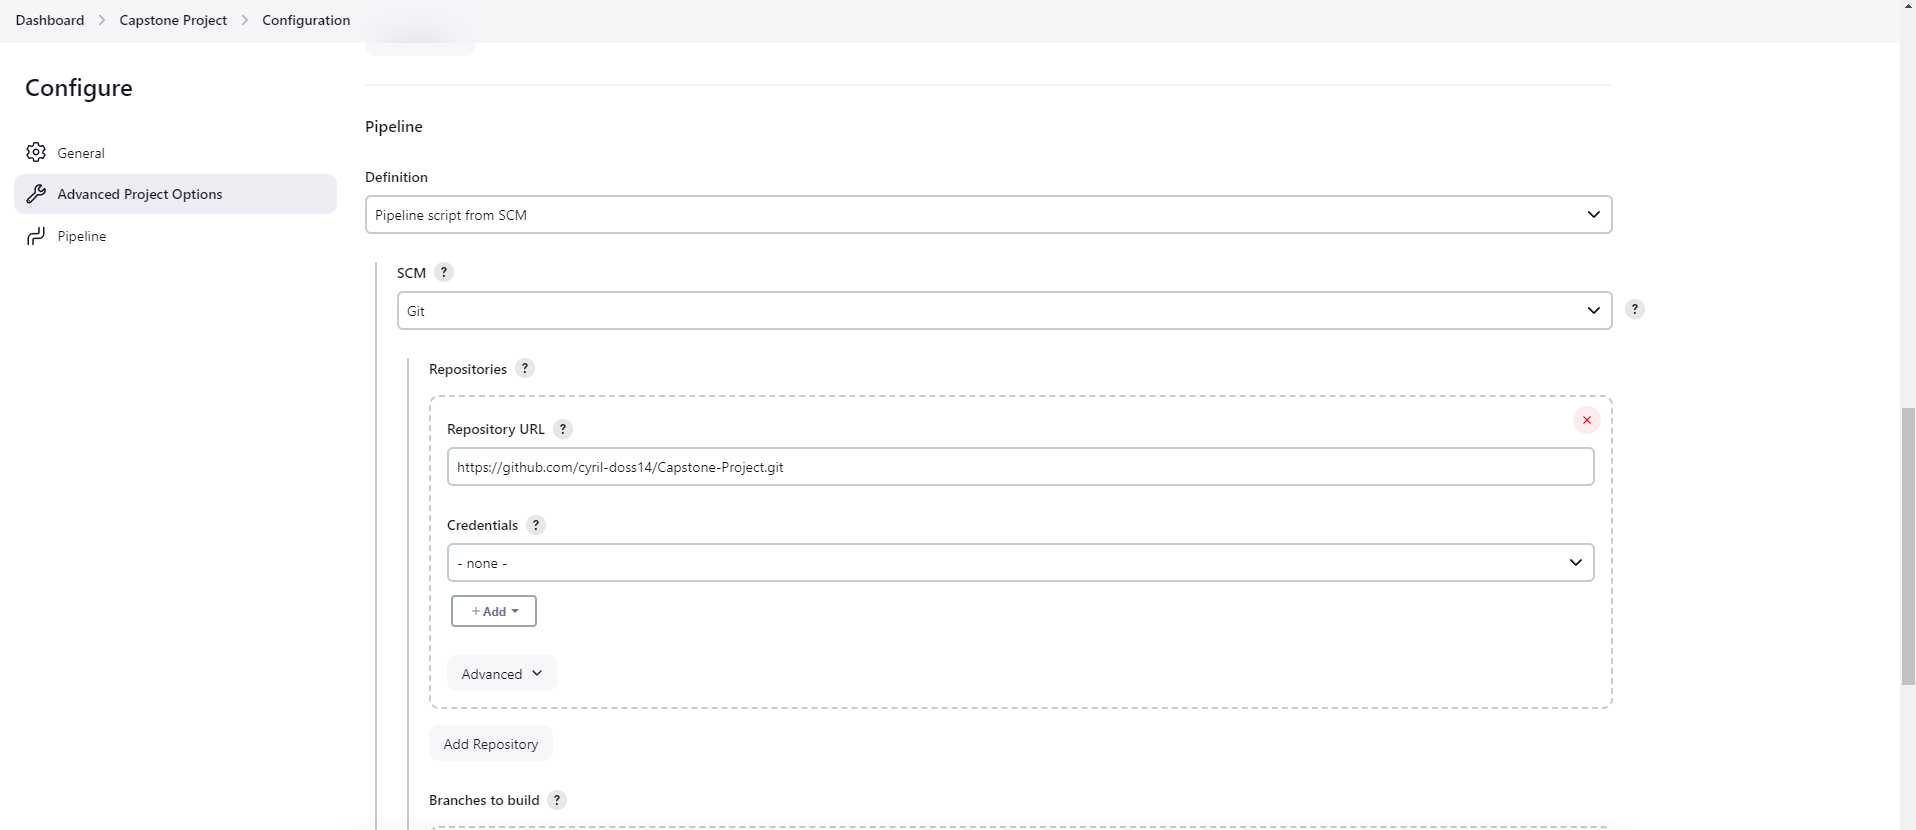 Dashboard > Capstone Project > Configuration
Configure
General
Advanced Project Options
Pipeline
Pipeline
Definition
Pipeline script from SCM
SCM ?
Git
?
Repositories ?
Repository URL ?
https://github.com/cyril-doss14/Capstone-Project.git
Credentials ?
- none -
+ Add
Advanced
Add Repository
Branches to build ?